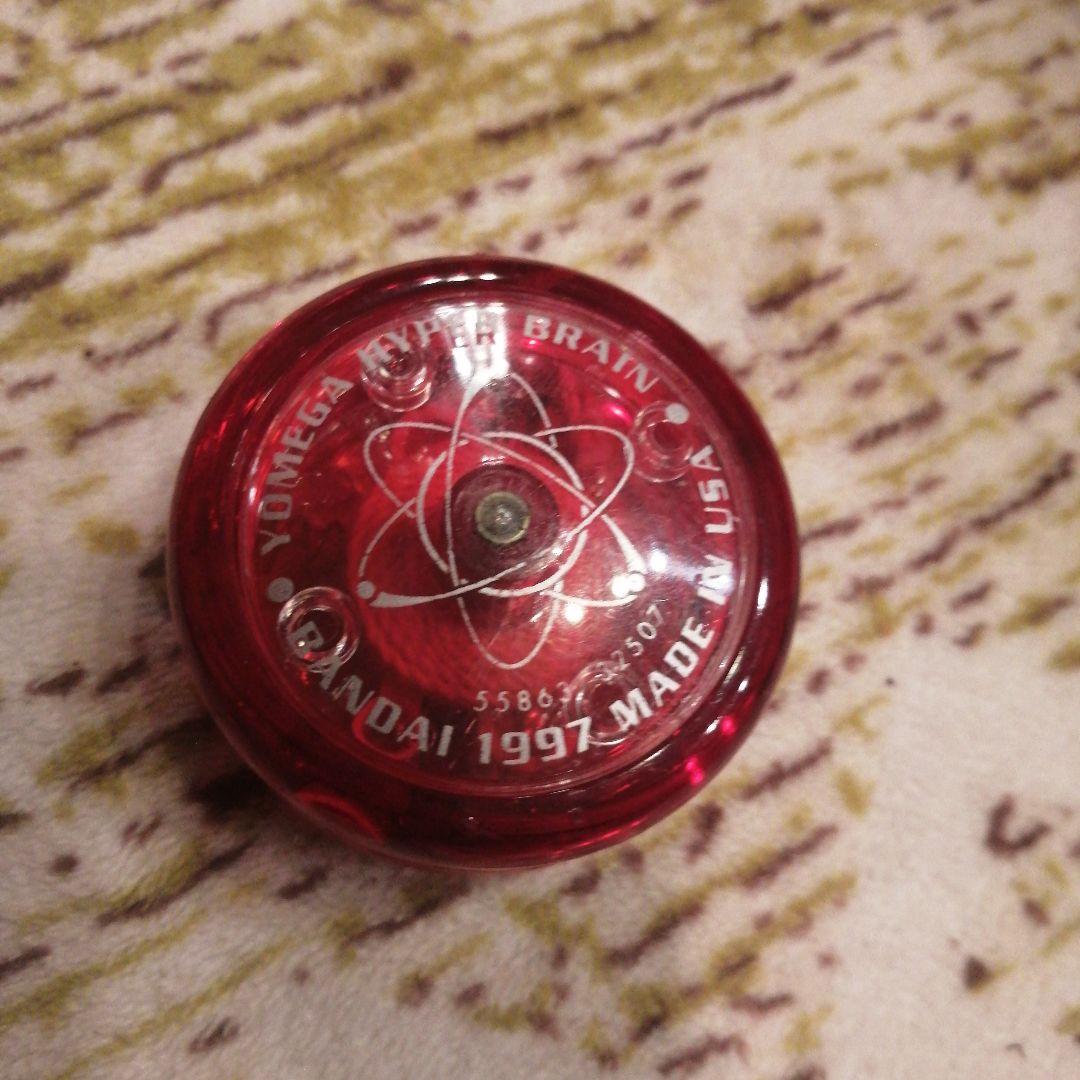 YOMEGA HYPER BRAIN
55863
BANDAI 1997 MADE IN USA